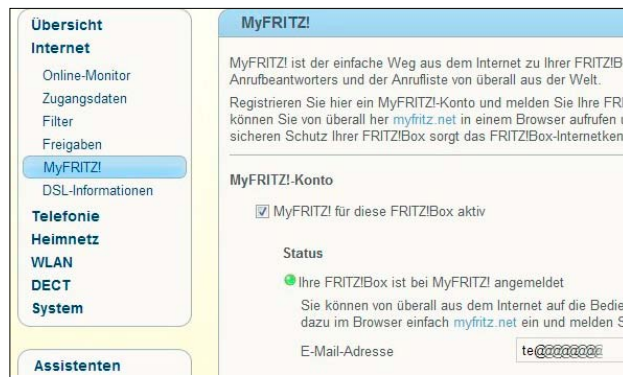 Übersicht
Internet
Online-Monitor
Zugangsdaten
Filter
Freigaben
MyFRITZ!
DSL-Informationen
Telefonie
Heimnetz
WLAN
DECT
System
Assistenten
MyFRITZ!
MyFRITZ! ist der einfache Weg aus dem Internet zu Ihrer FRITZ!B
Anrufbeantworters und der Anrufliste von überall aus der Welt.
Registrieren Sie hier ein MyFRITZ!-Konto und melden Sie Ihre FRI
können Sie von überall her myfritz.net in einem Browser aufrufen u
sicheren Schutz Ihrer FRITZ!Box sorgt das FRITZ!Box-Internetken
MyFRITZ!-Konto
MyFRITZ! für diese FRITZ!Box aktiv
Status
Ihre FRITZ!Box ist bei MyFRITZ! angemeldet
Sie können von überall aus dem Internet auf die Bedie
dazu im Browser einfach myfritz.net ein und melden S
E-Mail-Adresse